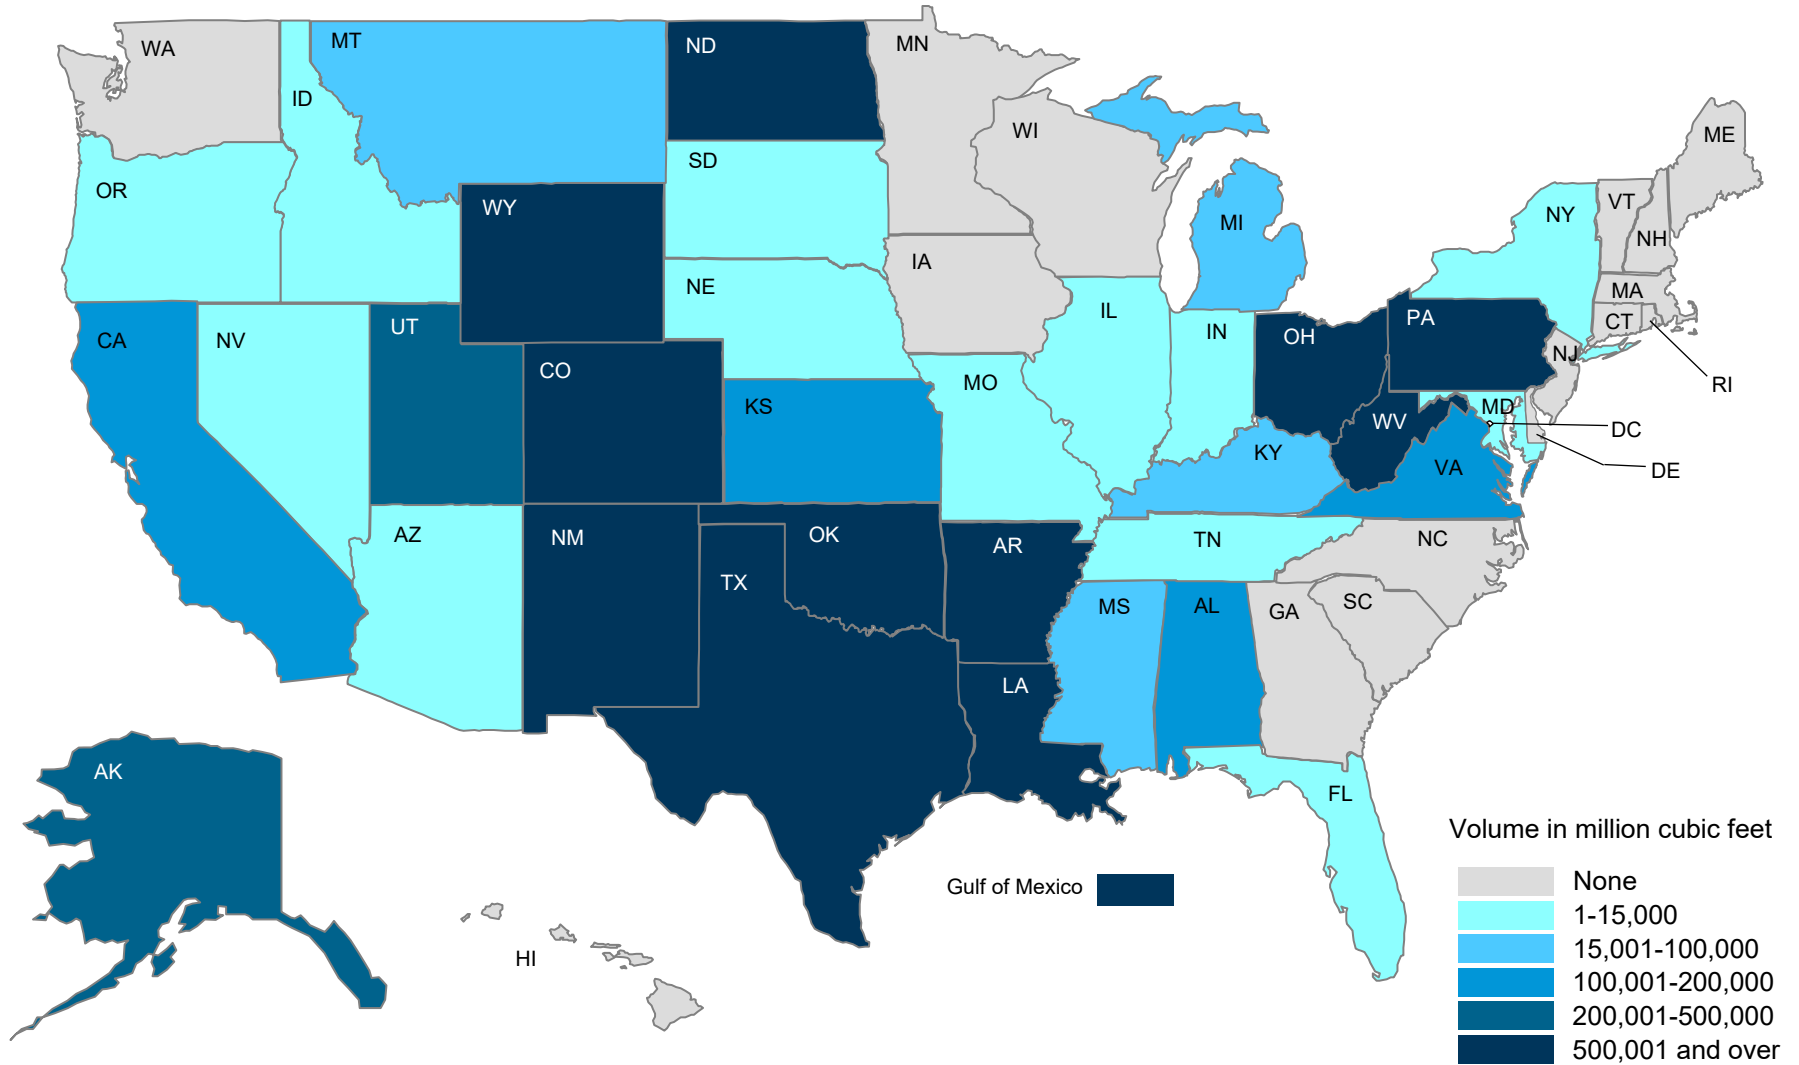 WA
MT
ND
MN
ID
WI
ME
OR
SD
WY
MI
NY
VT
NH
IA
NE
MA
CA
NV
UT
CO
IL
IN
OH
PA
CT
NJ
RI
MO
KS
MD
DC
WV
KY
VA
DE
AZ
NM
OK
AR
TN
NC
TX
MS
AL
GA
SC
LA
AK
FL
Gulf of Mexico
HI
Volume in million cubic feet
None
1-15,000
15,001-100,000
100,001-200,000
200,001-500,000
500,001 and over